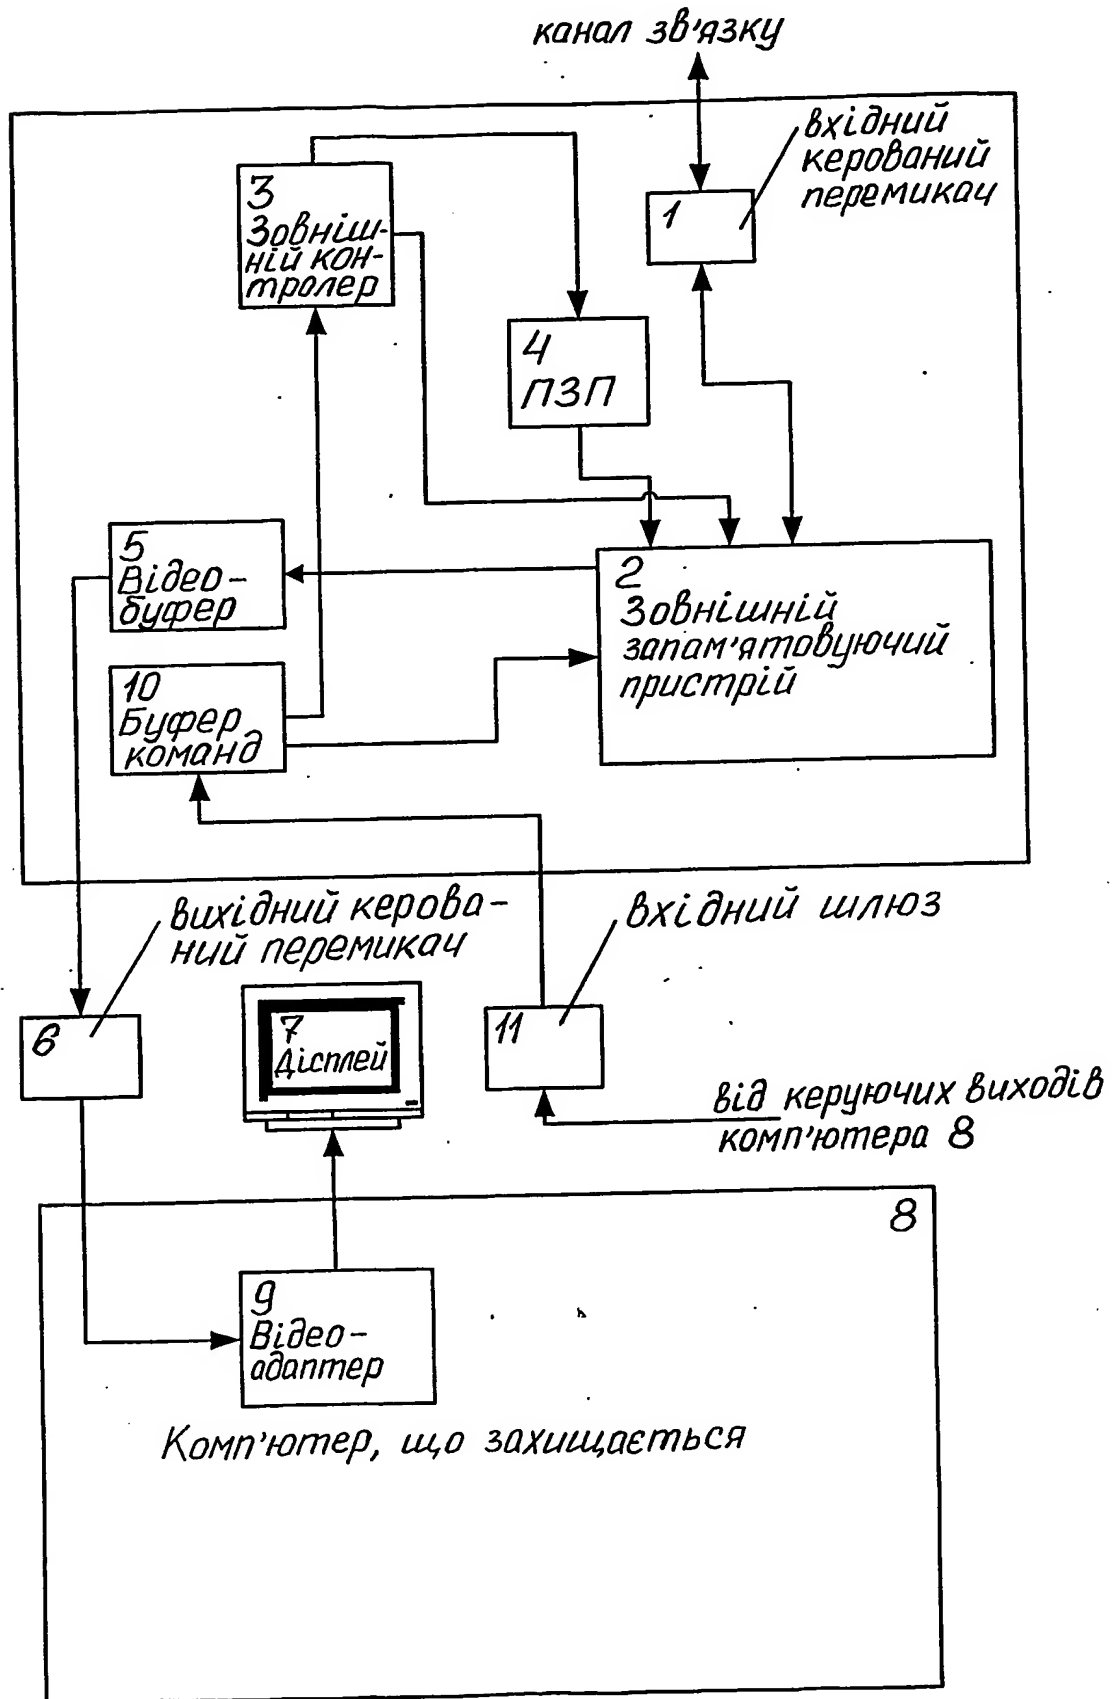 канал зв'язку
вхідний
керований
перемикач
3
Зовніш-
ній кон-
тролер
1
4
ПЗП
5
Відео-
буфер
2
Зовнішній
запам'ятовуючий
пристрій
10
Буфер
команд
вихідний керова-
ний перемикач
вхідний шлюз
6
7
Дісплей
11
від керуючих виходів
комп'ютера 8
8
9
Відео-
адаптер
Комп'ютер, що захищається